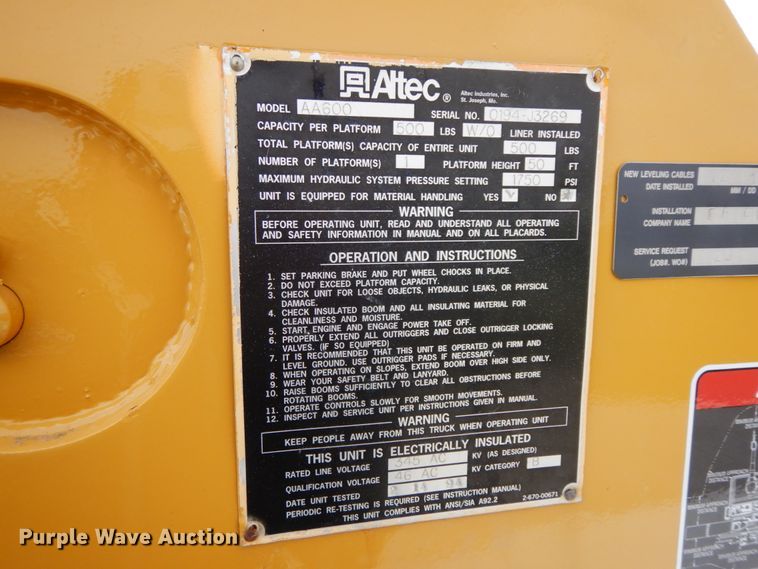 Altec®
Altec Industries, Inc.
St. Joseph, Mo.
MODEL AA600 SERIAL NO. 0194-J3269
CAPACITY PER PLATFORM 500 LBS W/O LINER INSTALLED
TOTAL PLATFORM(S) CAPACITY OF ENTIRE UNIT 500 LBS
NUMBER OF PLATFORM(S) 1 PLATFORM HEIGHT 50 FT
MAXIMUM HYDRAULIC SYSTEM PRESSURE SETTING 1750 PSI
UNIT IS EQUIPPED FOR MATERIAL HANDLING YES NO
WARNING
BEFORE OPERATING UNIT, READ AND UNDERSTAND ALL OPERATING
AND SAFETY INFORMATION IN MANUAL AND ON ALL PLACARDS.
OPERATION AND INSTRUCTIONS
1. SET PARKING BRAKE AND PUT WHEEL CHOCKS IN PLACE.
2. DO NOT EXCEED PLATFORM CAPACITY.
3. CHECK UNIT FOR LOOSE OBJECTS, HYDRAULIC LEAKS, OR PHYSICAL
DAMAGE.
4. CHECK INSULATED BOOM AND ALL INSULATING MATERIAL FOR
CLEANLINESS AND MOISTURE.
5. START ENGINE AND ENGAGE POWER TAKE OFF.
6. PROPERLY EXTEND ALL OUTRIGGERS AND CLOSE OUTRIGGER LOCKING
VALVES. (IF SO EQUIPPED)
7. IT IS RECOMMENDED THAT THIS UNIT BE OPERATED ON FIRM AND
LEVEL GROUND. USE OUTRIGGER PADS IF NECESSARY.
8. WHEN OPERATING ON SLOPES, EXTEND BOOM OVER HIGH SIDE ONLY.
9. WEAR YOUR SAFETY BELT AND LANYARD.
10. RAISE BOOMS SUFFICIENTLY TO CLEAR ALL OBSTRUCTIONS BEFORE
ROTATING BOOMS.
11. OPERATE CONTROLS SLOWLY FOR SMOOTH MOVEMENTS.
12. INSPECT AND SERVICE UNIT PER INSTRUCTIONS GIVEN IN MANUAL.
WARNING
KEEP PEOPLE AWAY FROM THIS TRUCK WHEN OPERATING UNIT
THIS UNIT IS ELECTRICALLY INSULATED
RATED LINE VOLTAGE 345 AC KV (AS DESIGNED)
QUALIFICATION VOLTAGE 46 AC KV CATEGORY B
DATE UNIT TESTED 14 94
PERIODIC RE-TESTING IS REQUIRED (SEE INSTRUCTION MANUAL)
THIS UNIT COMPLIES WITH ANSI/SIA A92.2 2-670-00671
NEW LEVELING CABLES
DATE INSTALLED MM / DD
INSTALLATION
COMPANY NAME
SERVICE REQUEST
(JOB#. WO#)
Purple Wave Auction